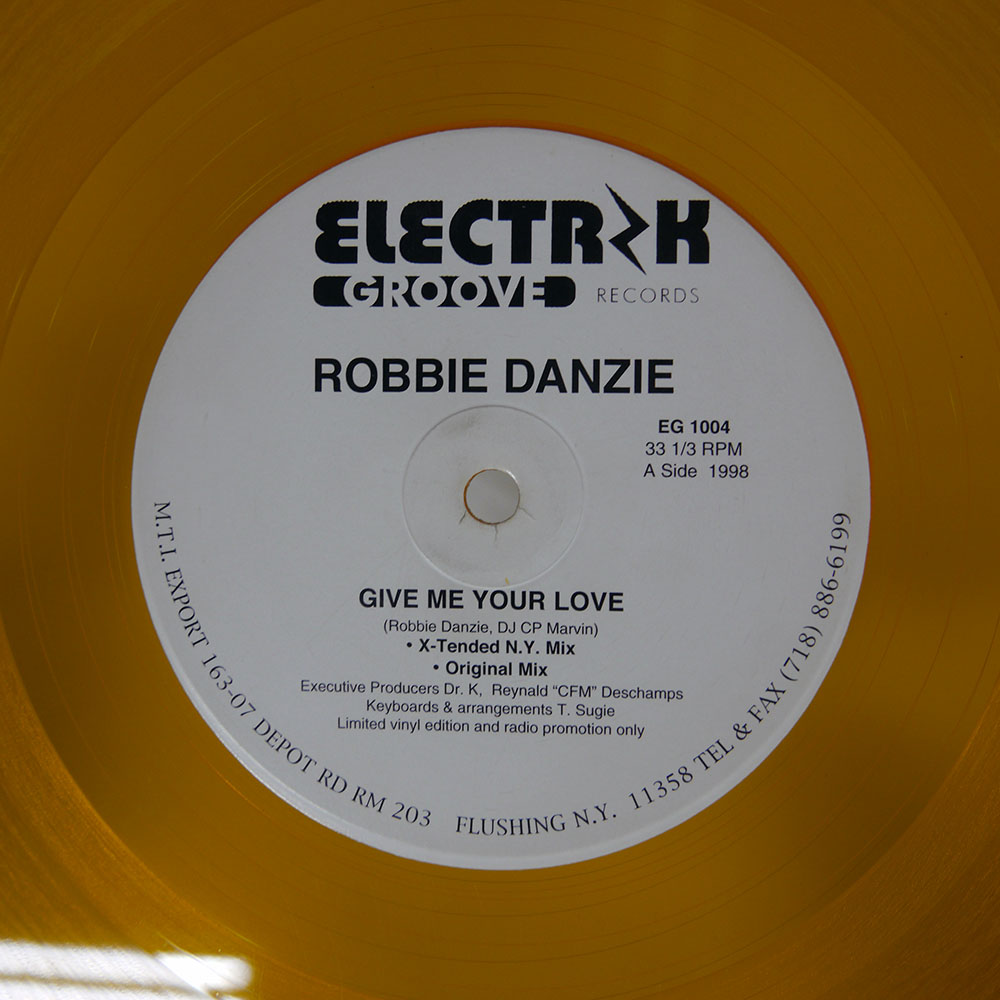 ELECTRIK
GROOVE RECORDS
ROBBIE DANZIE
EG 1004
33 1/3 RPM
A Side 1998
GIVE ME YOUR LOVE
(Robbie Danzie, DJ CP Marvin)
• X-Tended N.Y. Mix
• Original Mix
Executive Producers Dr. K, Reynald “CFM” Deschamps
Keyboards & arrangements T. Sugie
Limited vinyl edition and radio promotion only
M.T.I. EXPORT 163-07 DEPOT RD RM 203 FLUSHING N.Y. 11358 TEL & FAX (718) 886-6199